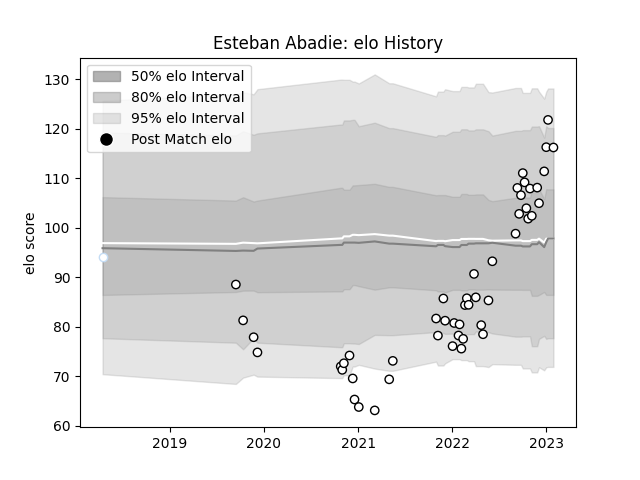 Esteban Abadie: elo History
50% elo Interval
80% elo Interval
95% elo Interval
Post Match elo
elo score
130
120
110
100
90
80
70
60
2019 2020 2021 2022 2023